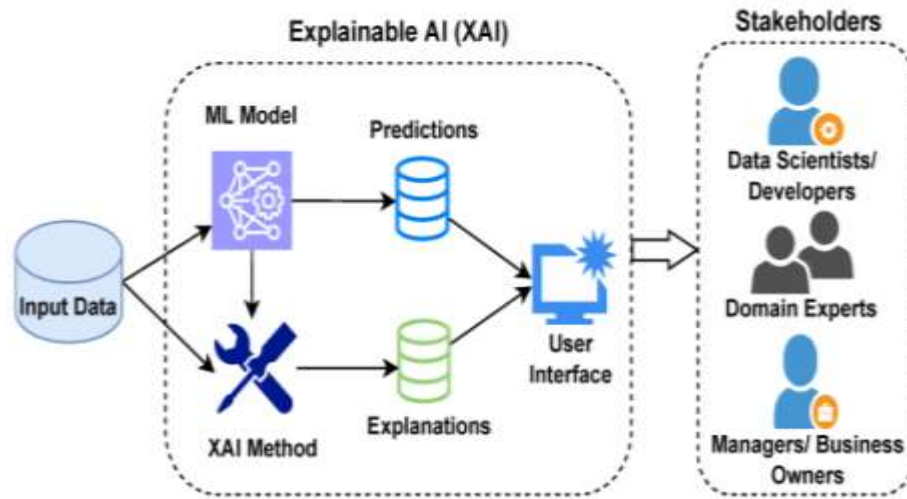 Explainable AI (XAI)
Stakeholders
ML Model
Predictions
Data Scientists/
Developers
Input Data
Domain Experts
User
Interface
XAI Method
Explanations
Managers/ Business
Owners